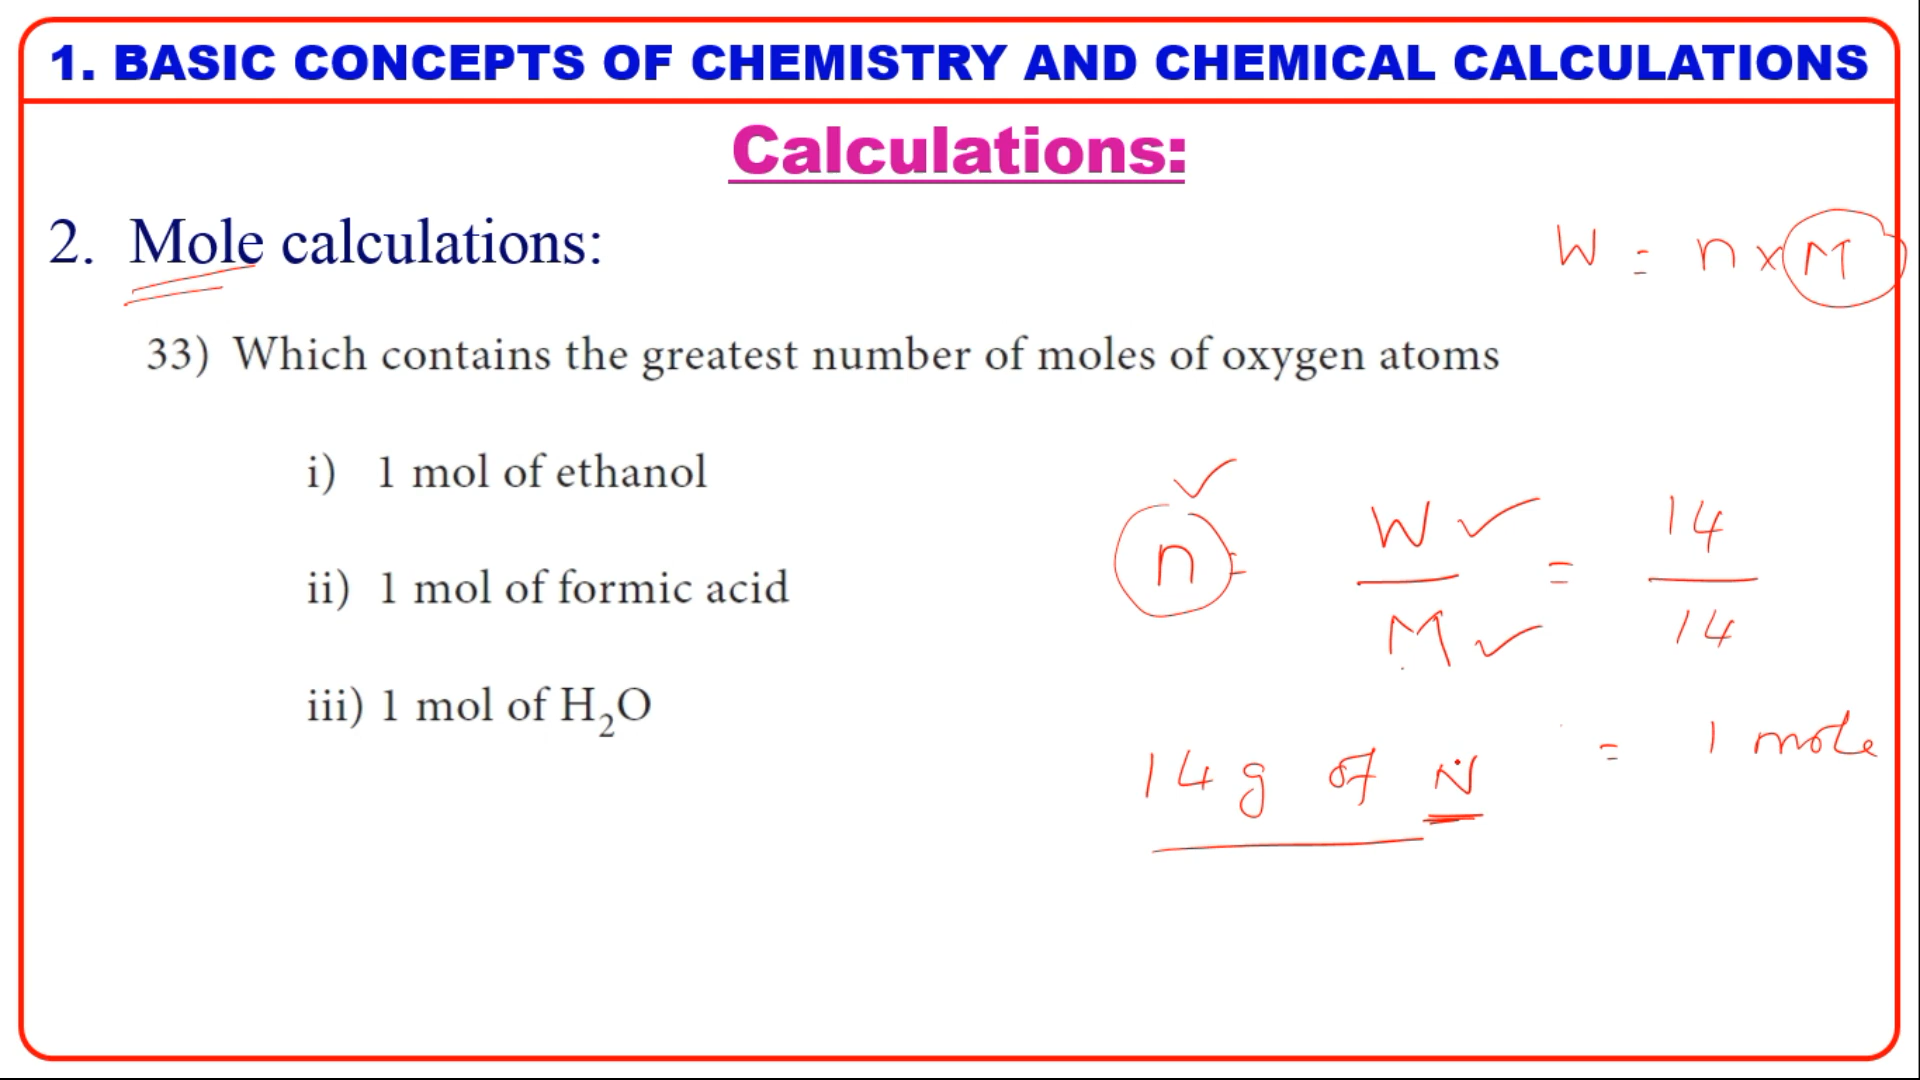 1. BASIC CONCEPTS OF CHEMISTRY AND CHEMICAL CALCULATIONS
Calculations:
2. Mole calculations:
W = n × M
33) Which contains the greatest number of moles of oxygen atoms
i) 1 mol of ethanol
ii) 1 mol of formic acid
iii) 1 mol of H₂O
n = W / M = 14 / 14
= 1 mole
14 g of N